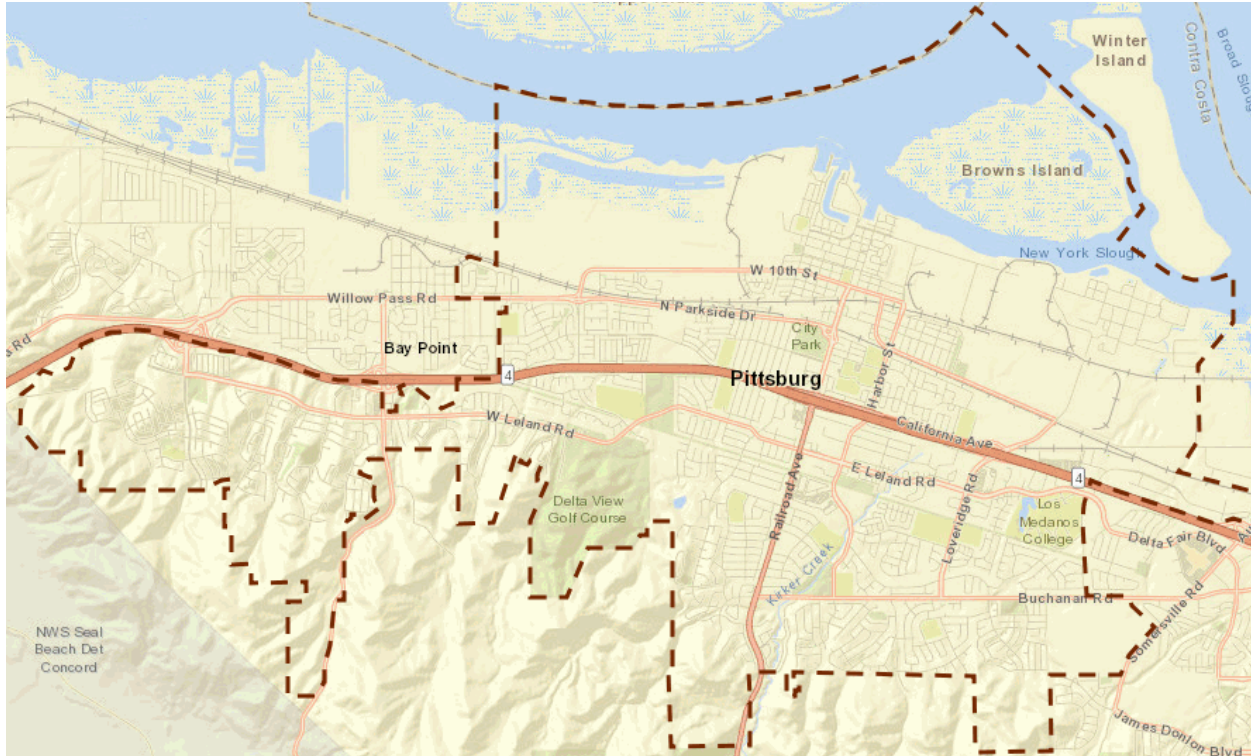 Winter
Island
Contra Costa
Broad Sloug
Browns Island
New York Slough
W 10th St
Willow Pass Rd
N Parkside Dr
City
Park
Bay Point
4
Pittsburg
Harbor St
California Ave
W Leland Rd
E Leland Rd
Railroad Ave
Loveridge Rd
4
Los
Medanos
College
Delta View
Golf Course
Delta Fair Blvd
Kirker Creek
Buchanan Rd
Somersville Rd
NWS Seal
Beach Det
Concord
James Donlon Blvd
a Rd